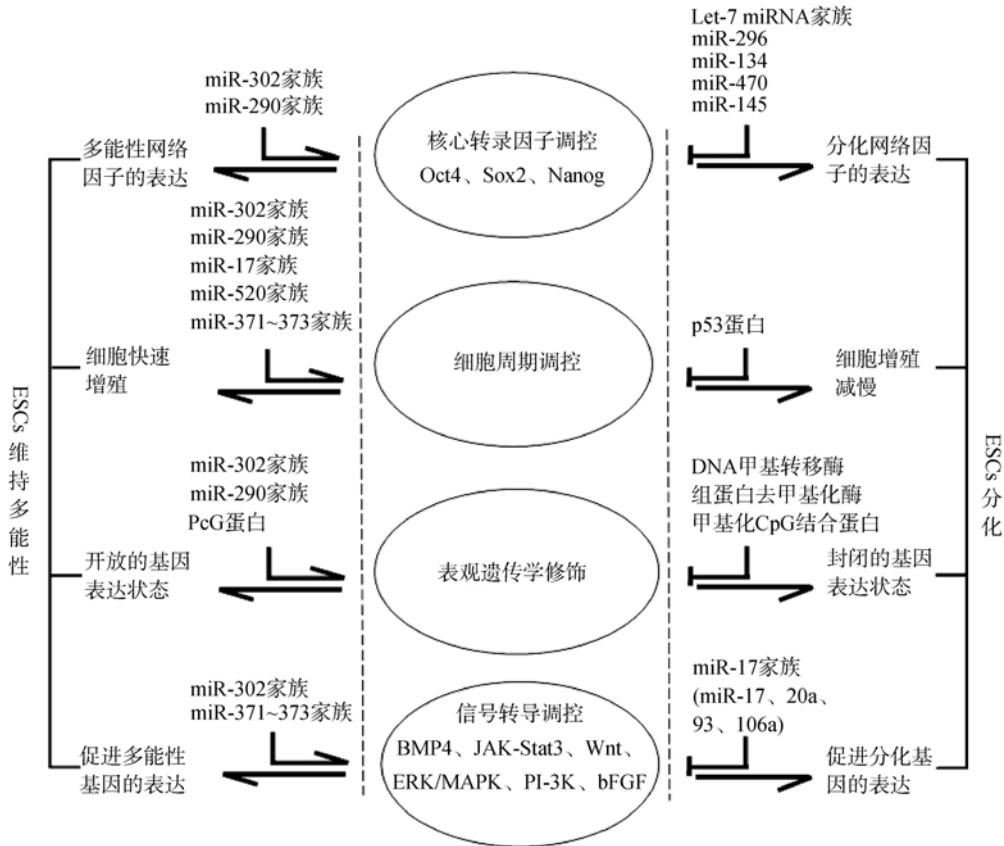 Let-7 miRNA家族
miR-296
miR-134
miR-470
miR-145
miR-302家族
miR-290家族
多能性网络
因子的表达
核心转录因子调控
Oct4、Sox2、Nanog
分化网络因
子的表达
miR-302家族
miR-290家族
miR-17家族
miR-520家族
miR-371~373家族
细胞快速
增殖
细胞周期调控
p53蛋白
细胞增殖
减慢
ESCs维持多能性
ESCs分化
miR-302家族
miR-290家族
PcG蛋白
开放的基因
表达状态
表观遗传学修饰
DNA甲基转移酶
组蛋白去甲基化酶
甲基化CpG结合蛋白
封闭的基因
表达状态
miR-302家族
miR-371~373家族
促进多能性
基因的表达
信号转导调控
BMP4、JAK-Stat3、Wnt、
ERK/MAPK、PI-3K、bFGF
miR-17家族
(miR-17、20a、
93、106a)
促进分化基
因的表达